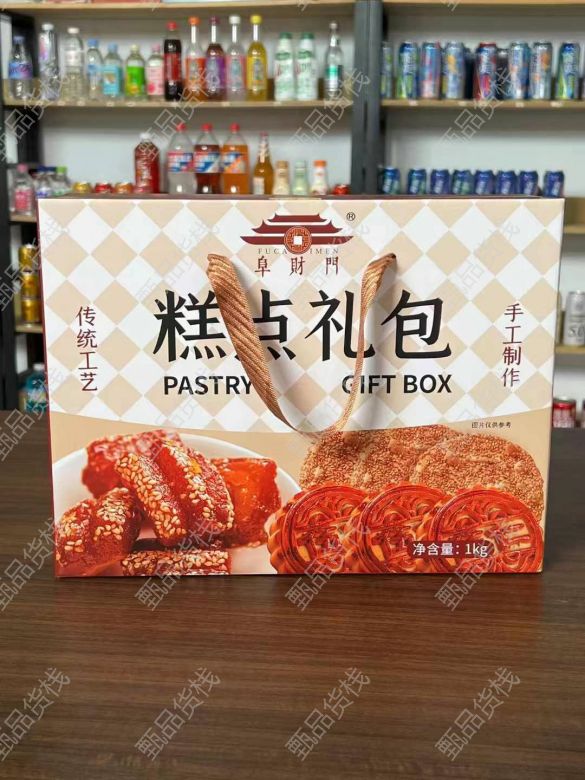 ®
阜財門
糕点礼包
PASTRY GIFT BOX
传统工艺
手工制作
图片仅供参考
净含量：1kg
甄品货栈